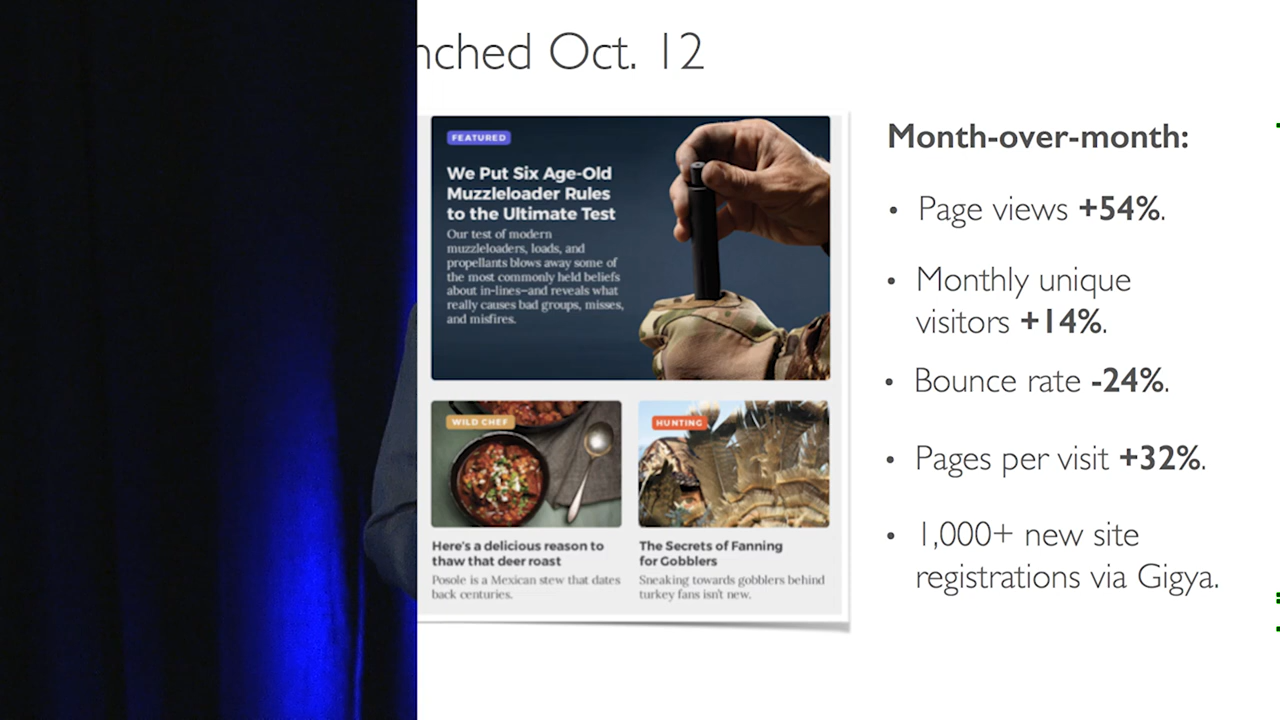 nched Oct. 12
FEATURED
We Put Six Age-Old
Muzzleloader Rules
to the Ultimate Test
Our test of modern
muzzleloaders, loads, and
propellants blows away some of
the most commonly held beliefs
about in-lines—and reveals what
really causes bad groups, misses,
and misfires.
WILD CHEF
Here's a delicious reason to
thaw that deer roast
Posole is a Mexican stew that dates
back centuries.
HUNTING
The Secrets of Fanning
for Gobblers
Sneaking towards gobblers behind
turkey fans isn't new.
Month-over-month:
• Page views +54%.
• Monthly unique
visitors +14%.
• Bounce rate -24%.
• Pages per visit +32%.
• 1,000+ new site
registrations via Gigya.